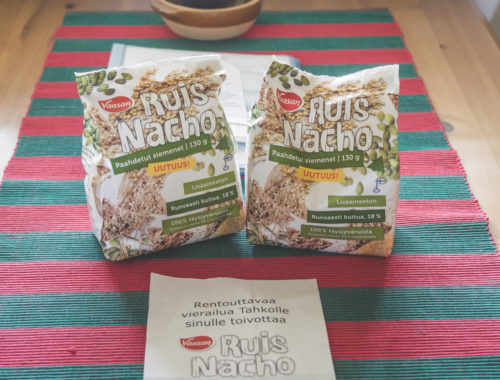 Vaasan
Ruis
Nacho
Paahdetut siemenet | 130 g
UUTUUS!
Lisäaineeton
Runsaasti kuitua, 18 %
100 % täysjyväruista
Vaasan
Ruis
Nacho
Paahdetut siemenet | 130 g
UUTUUS!
Lisäaineeton
Runsaasti kuitua, 18 %
100 % täysjyväruista
Rentouttavaa
vierailua Tahkolle
sinulle toivottaa
Vaasan
Ruis
Nacho